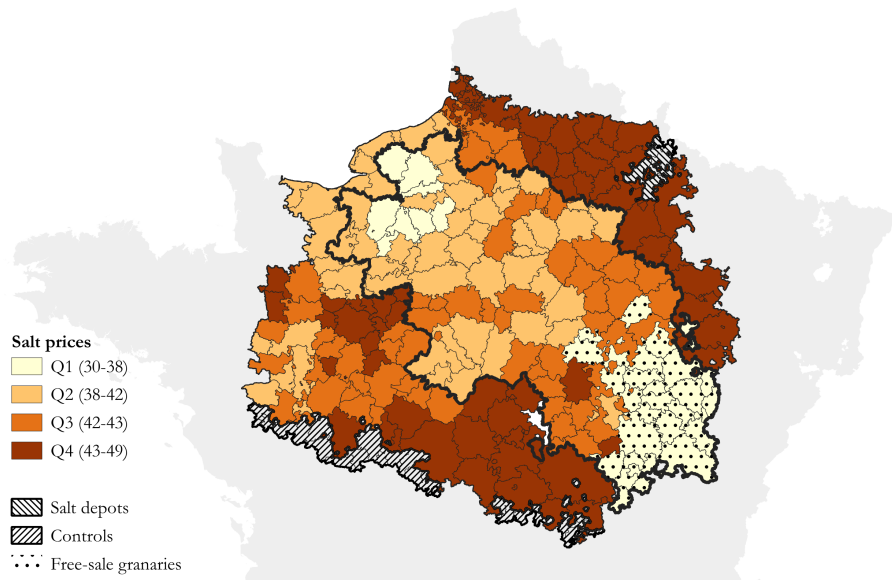 Salt prices
Q1 (30-38)
Q2 (38-42)
Q3 (42-43)
Q4 (43-49)
Salt depots
Controls
Free-sale granaries